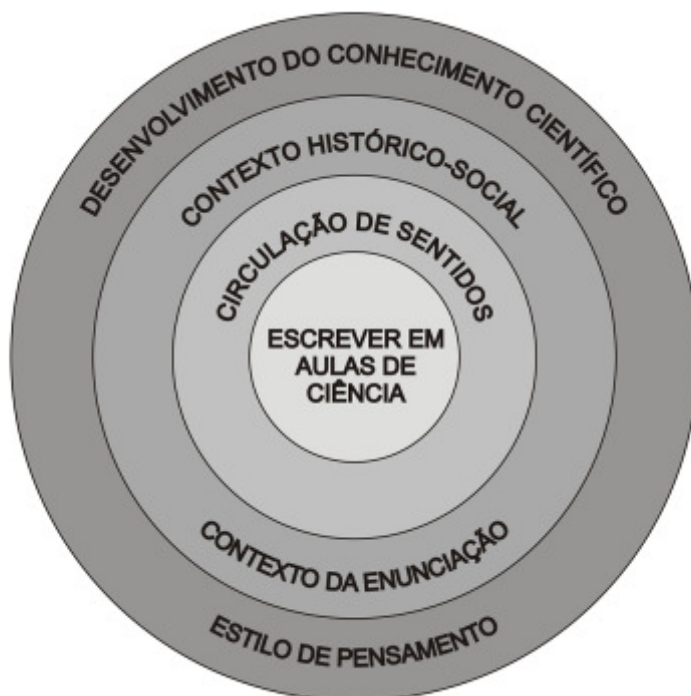 DESENVOLVIMENTO DO CONHECIMENTO CIENTÍFICO
CONTEXTO HISTÓRICO-SOCIAL
CIRCULAÇÃO DE SENTIDOS
ESCREVER EM
AULAS DE
CIÊNCIA
CONTEXTO DA ENUNCIAÇÃO
ESTILO DE PENSAMENTO